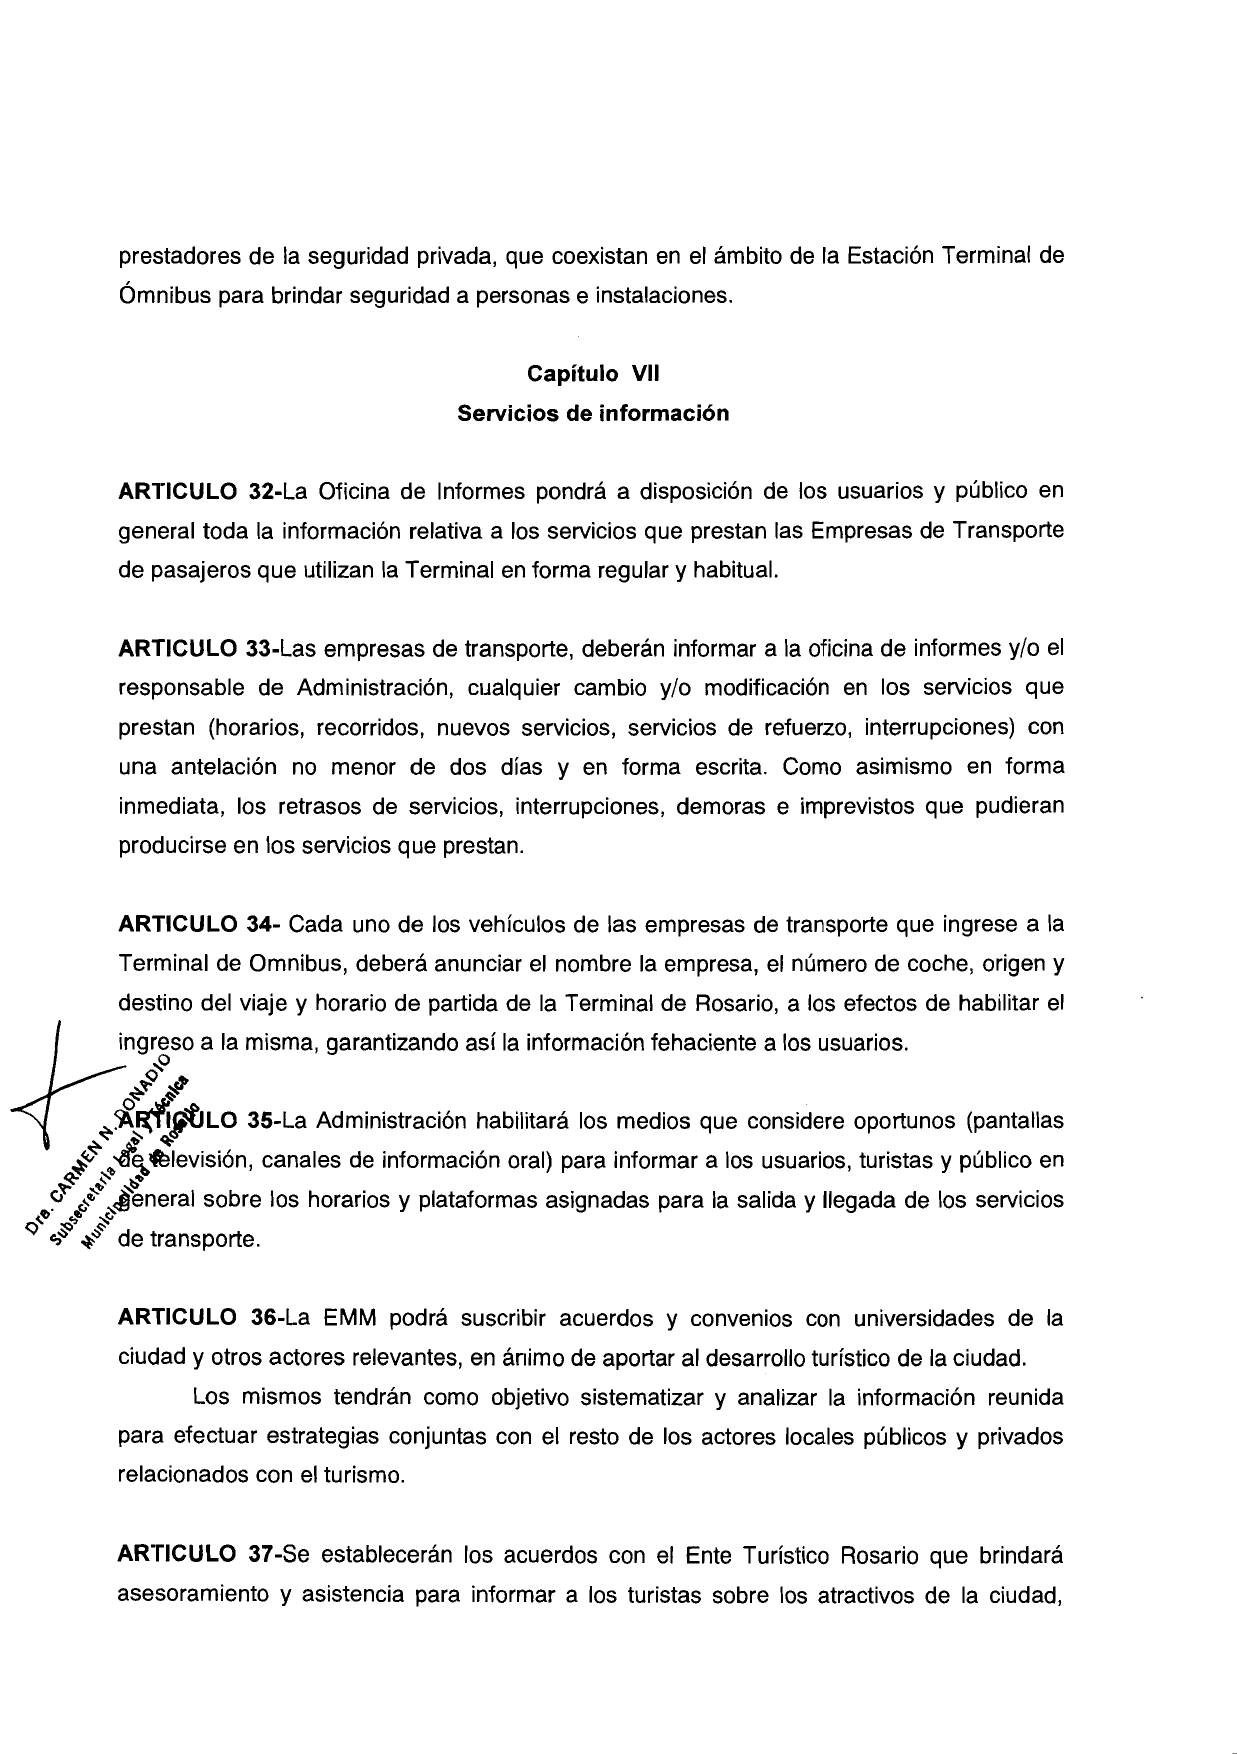 prestadores de la seguridad privada, que coexistan en el ámbito de la Estación Terminal de
Ómnibus para brindar seguridad a personas e instalaciones.
Capítulo VII
Servicios de información
ARTICULO 32-La Oficina de Informes pondrá a disposición de los usuarios y público en
general toda la información relativa a los servicios que prestan las Empresas de Transporte
de pasajeros que utilizan la Terminal en forma regular y habitual.
ARTICULO 33-Las empresas de transporte, deberán informar a la oficina de informes y/o el
responsable de Administración, cualquier cambio y/o modificación en los servicios que
prestan (horarios, recorridos, nuevos servicios, servicios de refuerzo, interrupciones) con
una antelación no menor de dos días y en forma escrita. Como asimismo en forma
inmediata, los retrasos de servicios, interrupciones, demoras e imprevistos que pudieran
producirse en los servicios que prestan.
ARTICULO 34- Cada uno de los vehículos de las empresas de transporte que ingrese a la
Terminal de Omnibus, deberá anunciar el nombre la empresa, el número de coche, origen y
destino del viaje y horario de partida de la Terminal de Rosario, a los efectos de habilitar el
ingreso a la misma, garantizando así la información fehaciente a los usuarios.
ARTICULO 35-La Administración habilitará los medios que considere oportunos (pantallas
de televisión, canales de información oral) para informar a los usuarios, turistas y público en
general sobre los horarios y plataformas asignadas para la salida y llegada de los servicios
de transporte.
Dra. CARMEN N. DONADIO
Subsecretaria Legal y Técnica
Municipalidad de Rosario
ARTICULO 36-La EMM podrá suscribir acuerdos y convenios con universidades de la
ciudad y otros actores relevantes, en ánimo de aportar al desarrollo turístico de la ciudad.
Los mismos tendrán como objetivo sistematizar y analizar la información reunida
para efectuar estrategias conjuntas con el resto de los actores locales públicos y privados
relacionados con el turismo.
ARTICULO 37-Se establecerán los acuerdos con el Ente Turístico Rosario que brindará
asesoramiento y asistencia para informar a los turistas sobre los atractivos de la ciudad,